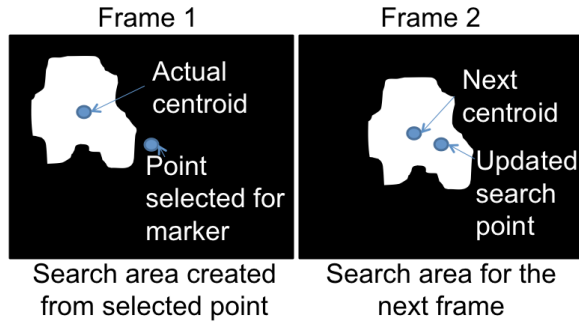 Frame 1
Actual
centroid
Point
selected for
marker
Search area created
from selected point
Frame 2
Next
centroid
Updated
search
point
Search area for the
next frame